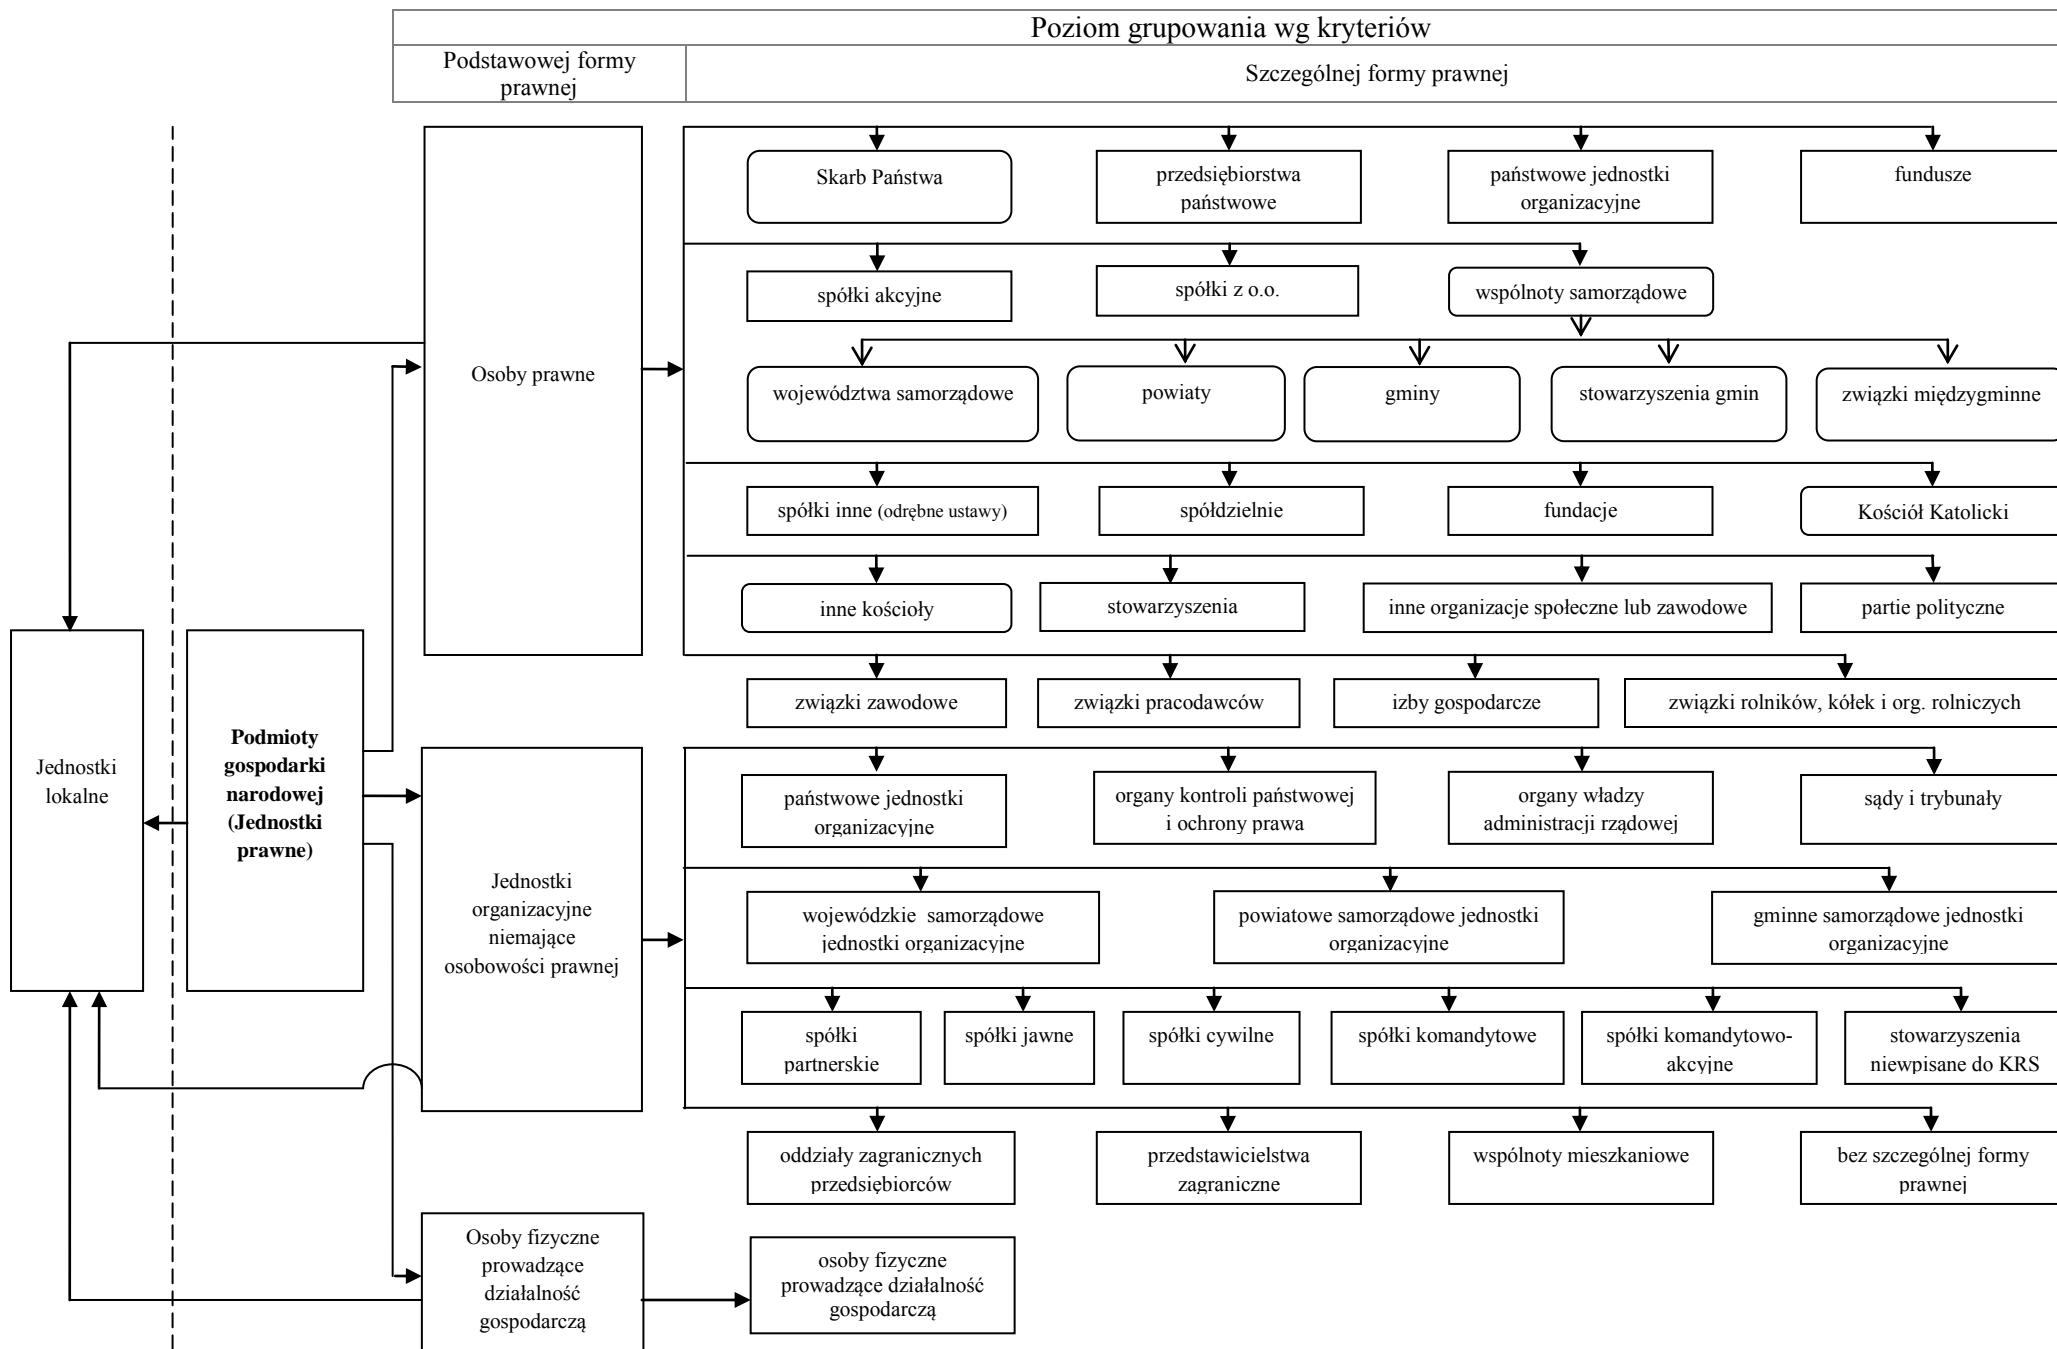 Poziom grupowania wg kryteriów
Podstawowej formy
prawnej
Szczególnej formy prawnej
Skarb Państwa
przedsiębiorstwa
państwowe
państwowe jednostki
organizacyjne
fundusze
spółki akcyjne
spółki z o.o.
wspólnoty samorządowe
Osoby prawne
województwa samorządowe
powiaty
gminy
stowarzyszenia gmin
związki międzygminne
spółki inne (odrębne ustawy)
spółdzielnie
fundacje
Kościół Katolicki
inne kościoły
stowarzyszenia
inne organizacje społeczne lub zawodowe
partie polityczne
związki zawodowe
związki pracodawców
izby gospodarcze
związki rolników, kółek i org. rolniczych
Jednostki
lokalne
Podmioty
gospodarki
narodowej
(Jednostki
prawne)
Jednostki
organizacyjne
niemające
osobowości prawnej
państwowe jednostki
organizacyjne
organy kontroli państwowej
i ochrony prawa
organy władzy
administracji rządowej
sądy i trybunały
wojewódzkie samorządowe
jednostki organizacyjne
powiatowe samorządowe jednostki
organizacyjne
gminne samorządowe jednostki
organizacyjne
spółki
partnerskie
spółki jawne
spółki cywilne
spółki komandytowe
spółki komandytowo-
akcyjne
stowarzyszenia
niewpisane do KRS
oddziały zagranicznych
przedsiębiorców
przedstawicielstwa
zagraniczne
wspólnoty mieszkaniowe
bez szczególnej formy
prawnej
Osoby fizyczne
prowadzące
działalność
gospodarczą
osoby fizyczne
prowadzące działalność
gospodarczą